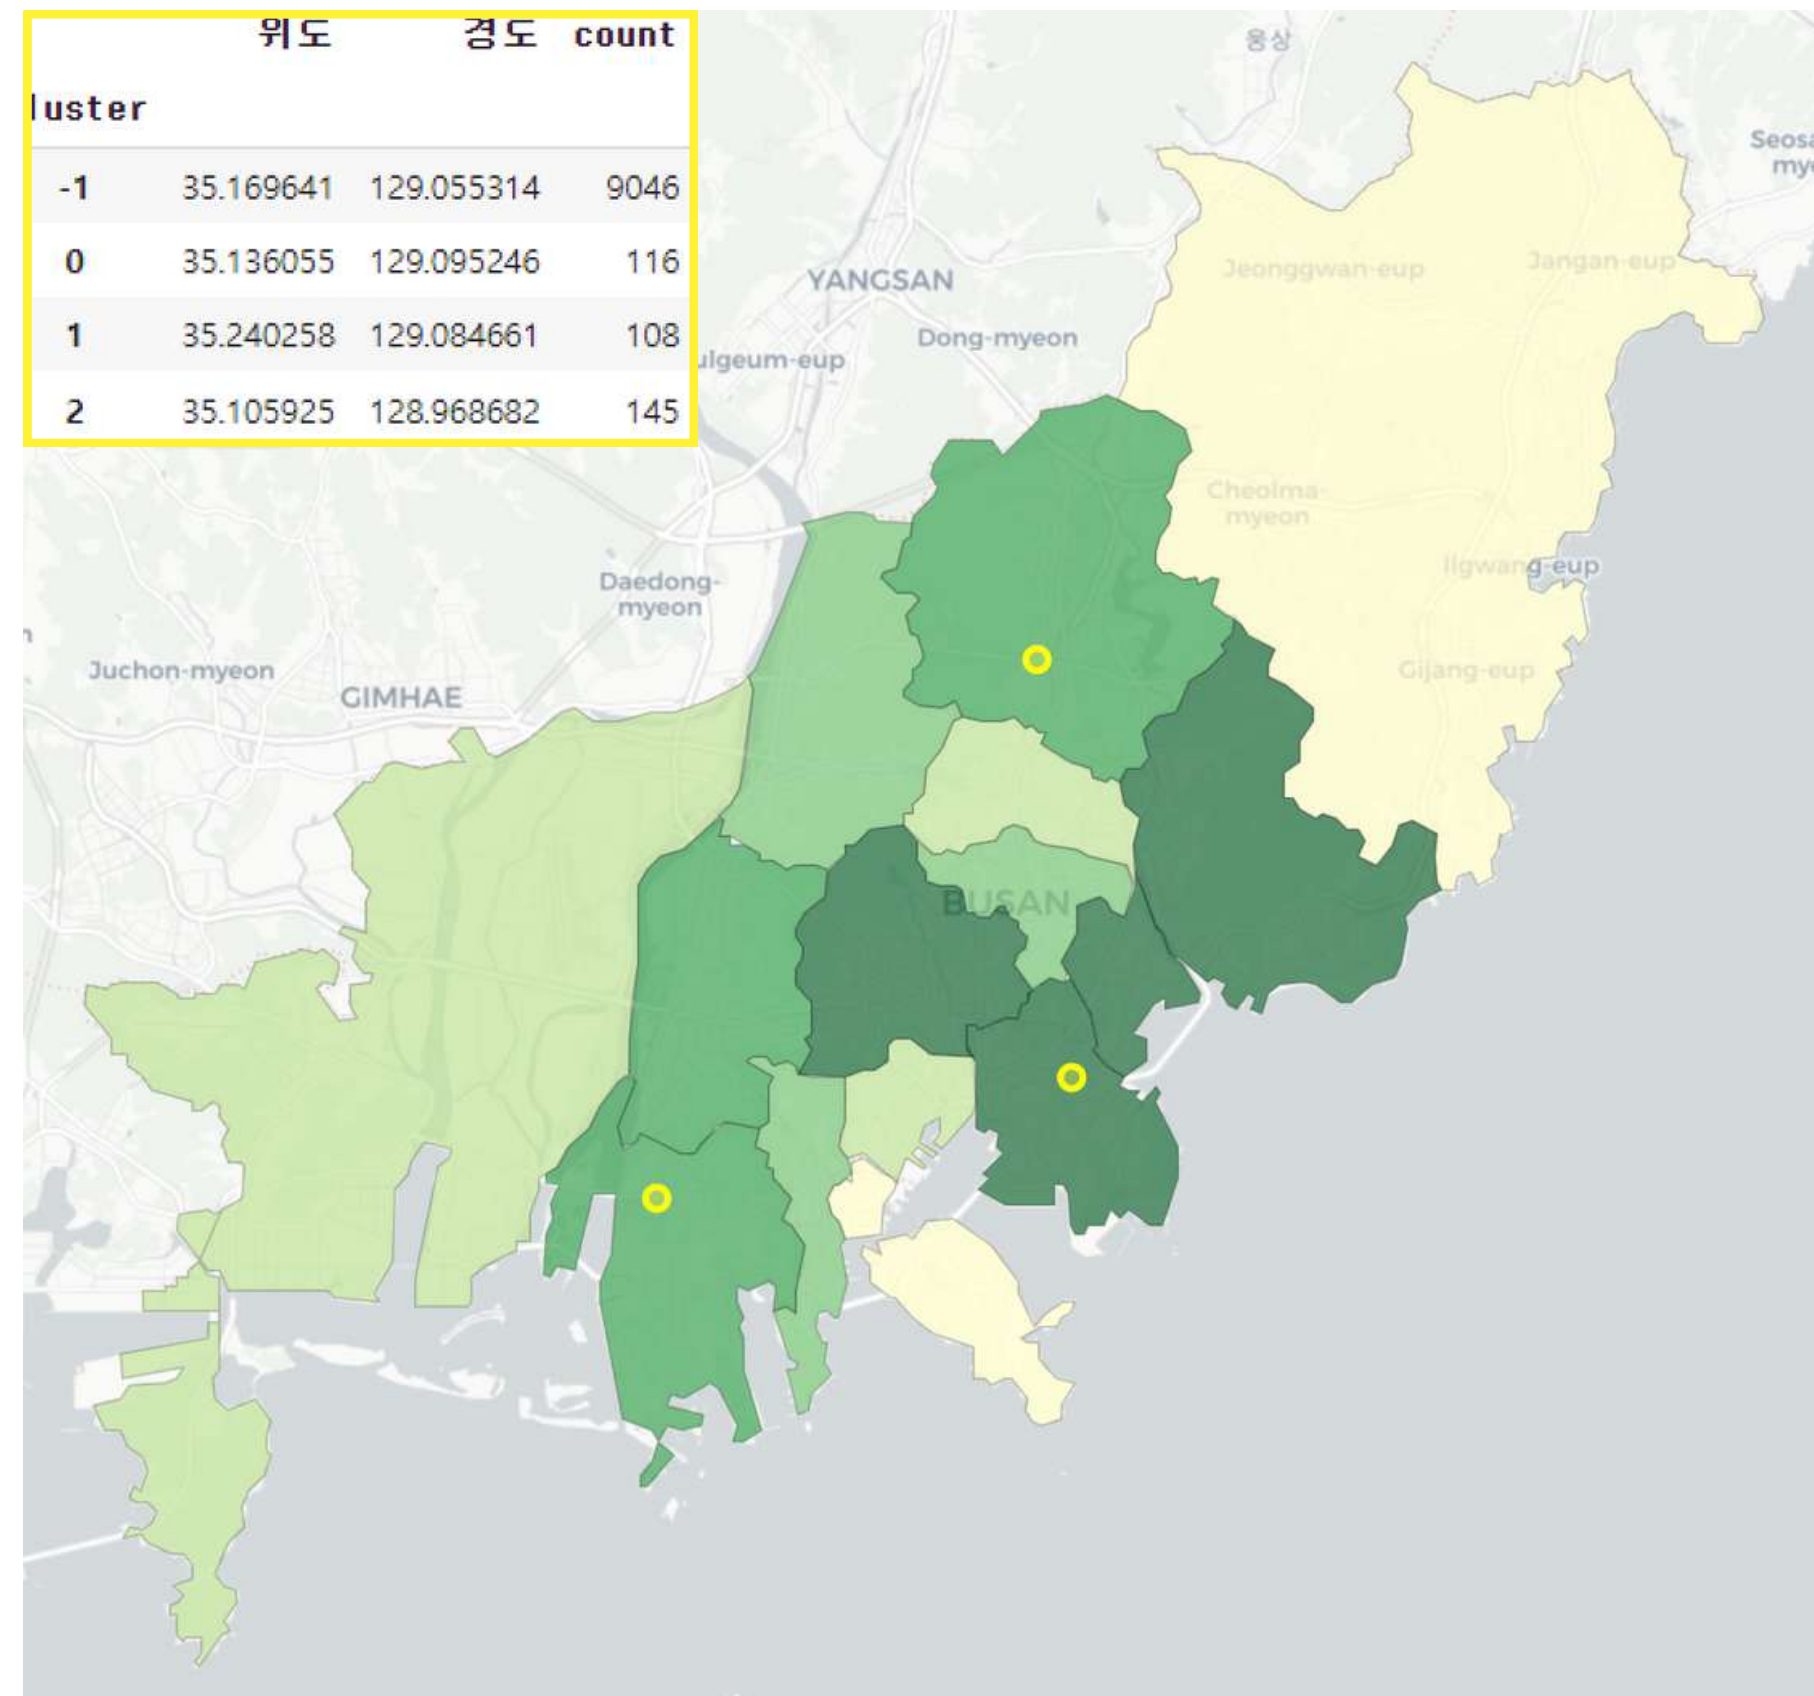 위도 경도 count
luster
-1 35.169641 129.055314 9046
0 35.136055 129.095246 116
1 35.240258 129.084661 108
2 35.105925 128.968682 145
웅상
Seosa
mye
Jeonggwan-eup
Jangan-eup
YANGSAN
Dong-myeon
ulgeum-eup
Cheolma-
myeon
Ilgwang-eup
Daedong-
myeon
Juchon-myeon
GIMHAE
Gijang-eup
BUSAN